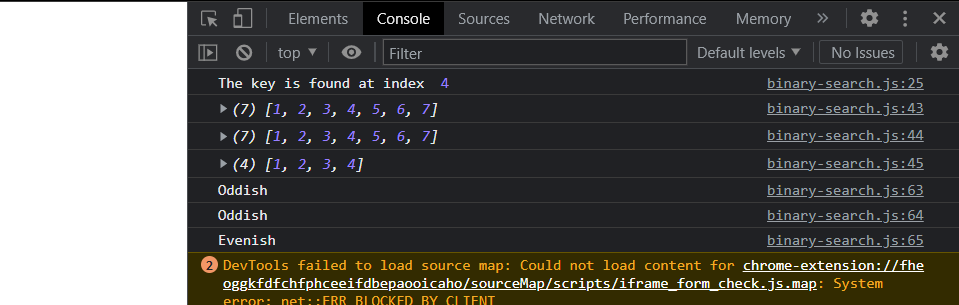 Elements Console Sources Network Performance Memory »
top ▼ Filter Default levels ▼ No Issues
The key is found at index 4 binary-search.js:25
▶ (7) [1, 2, 3, 4, 5, 6, 7] binary-search.js:43
▶ (7) [1, 2, 3, 4, 5, 6, 7] binary-search.js:44
▶ (4) [1, 2, 3, 4] binary-search.js:45
Oddish binary-search.js:63
Oddish binary-search.js:64
Evenish binary-search.js:65
2 DevTools failed to load source map: Could not load content for chrome-extension://fhe
oggkfdfchfphceeifdbepaooicaho/sourceMap/scripts/iframe_form_check.js.map: System
error: net::ERR_BLOCKED_BY_CLIENT